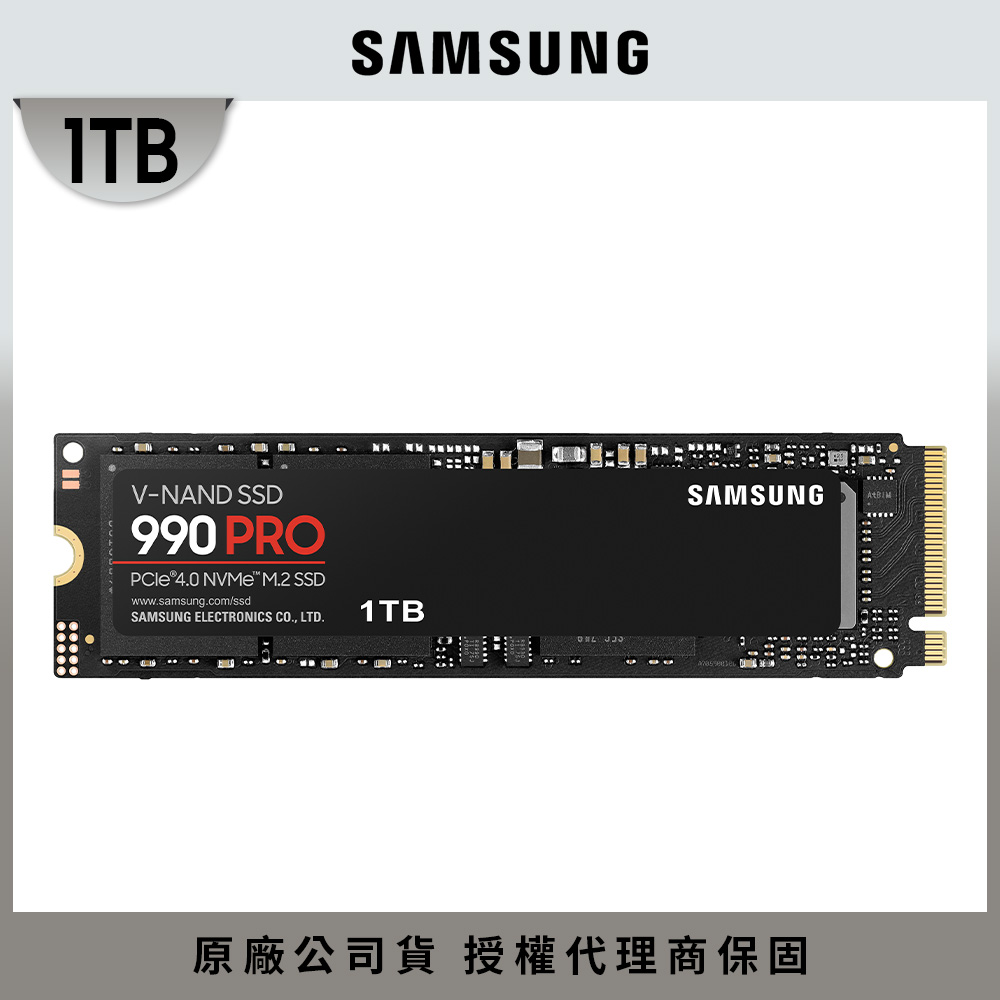 SAMSUNG
1TB
V-NAND SSD
SAMSUNG
990 PRO
PCIe®4.0 NVMe™ M.2 SSD
www.samsung.com/ssd
SAMSUNG ELECTRONICS CO., LTD.
1TB
原廠公司貨 授權代理商保固